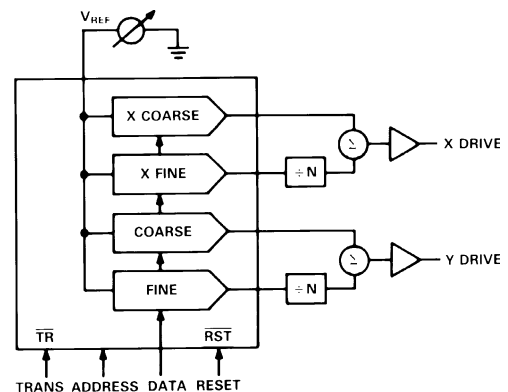 VREF
X COARSE
Σ
X DRIVE
X FINE
÷ N
COARSE
Σ
Y DRIVE
FINE
÷ N
TR RST
TRANS ADDRESS DATA RESET